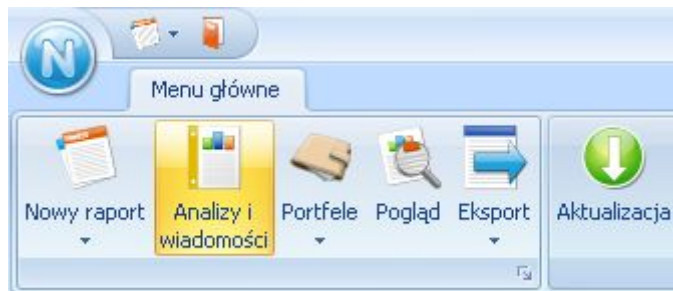 N
Menu główne
Nowy raport
Analizy i
wiadomości
Portfele
Pogląd
Eksport
Aktualizacja